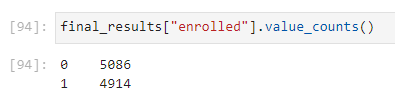 [94]: final_results["enrolled"].value_counts()
[94]: 0 5086
1 4914